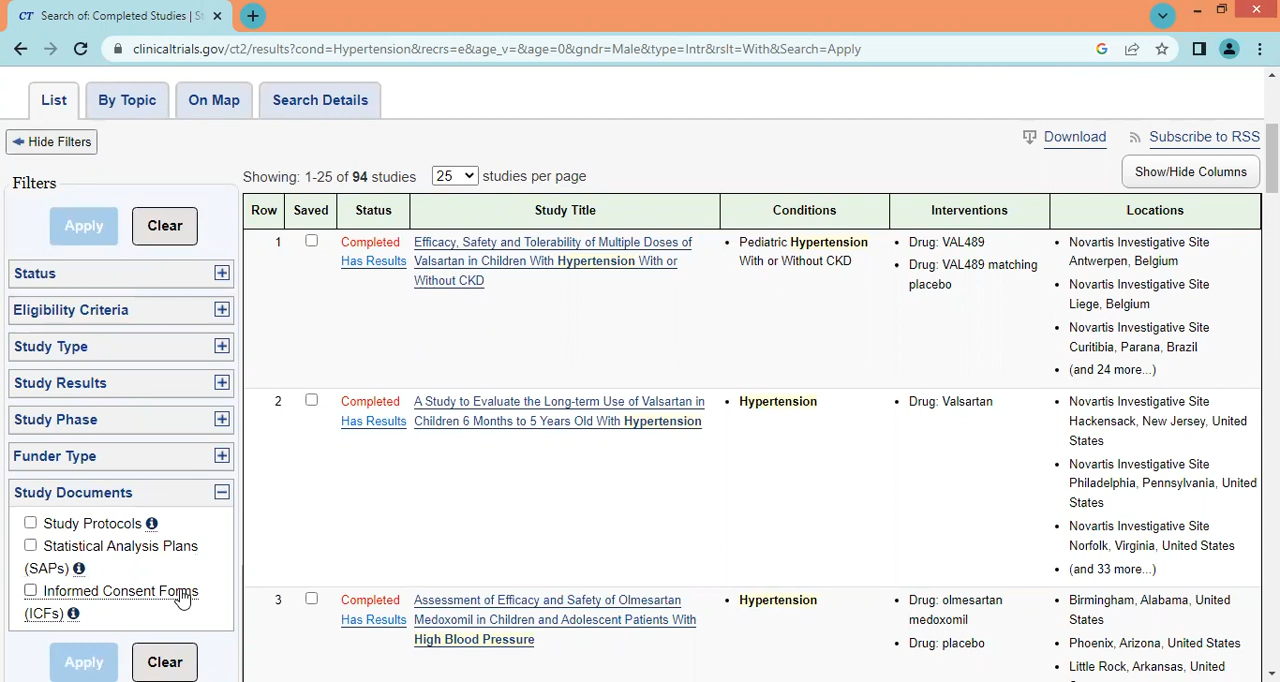 CT Search of: Completed Studies | St
clinicaltrials.gov/ct2/results?cond=Hypertension&recrs=e&age_v=&age=0&gndr=Male&type=Intr&rslt=With&Search=Apply
List By Topic On Map Search Details
Hide Filters
Download Subscribe to RSS
Showing: 1-25 of 94 studies 25 studies per page
Show/Hide Columns
Filters
Apply Clear
Status
Eligibility Criteria
Study Type
Study Results
Study Phase
Funder Type
Study Documents
Study Protocols
Statistical Analysis Plans
(SAPs)
Informed Consent Forms
(ICFs)
Apply Clear
Row Saved Status Study Title Conditions Interventions Locations
1
Completed
Has Results
Efficacy, Safety and Tolerability of Multiple Doses of
Valsartan in Children With Hypertension With or
Without CKD
• Pediatric Hypertension
With or Without CKD
• Drug: VAL489
• Drug: VAL489 matching
placebo
• Novartis Investigative Site
Antwerpen, Belgium
• Novartis Investigative Site
Liege, Belgium
• Novartis Investigative Site
Curitibia, Parana, Brazil
• (and 24 more...)
2
Completed
Has Results
A Study to Evaluate the Long-term Use of Valsartan in
Children 6 Months to 5 Years Old With Hypertension
• Hypertension
• Drug: Valsartan
• Novartis Investigative Site
Hackensack, New Jersey, United
States
• Novartis Investigative Site
Philadelphia, Pennsylvania, United
States
• Novartis Investigative Site
Norfolk, Virginia, United States
• (and 33 more...)
3
Completed
Has Results
Assessment of Efficacy and Safety of Olmesartan
Medoxomil in Children and Adolescent Patients With
High Blood Pressure
• Hypertension
• Drug: olmesartan
medoxomil
• Drug: placebo
• Birmingham, Alabama, United
States
• Phoenix, Arizona, United States
• Little Rock, Arkansas, United